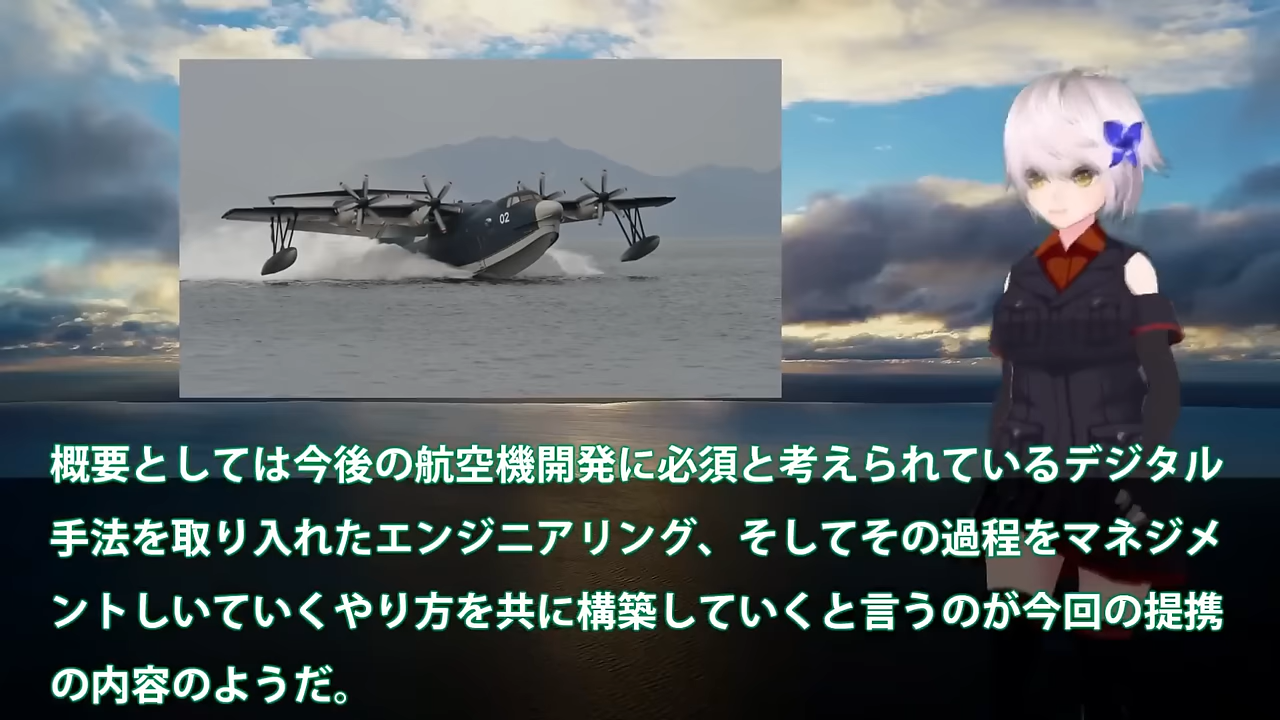 02
概要としては今後の航空機開発に必須と考えられているデジタル
手法を取り入れたエンジニアリング、そしてその過程をマネジメ
ントしいていくやり方を共に構築していくと言うのが今回の提携
の内容のようだ。